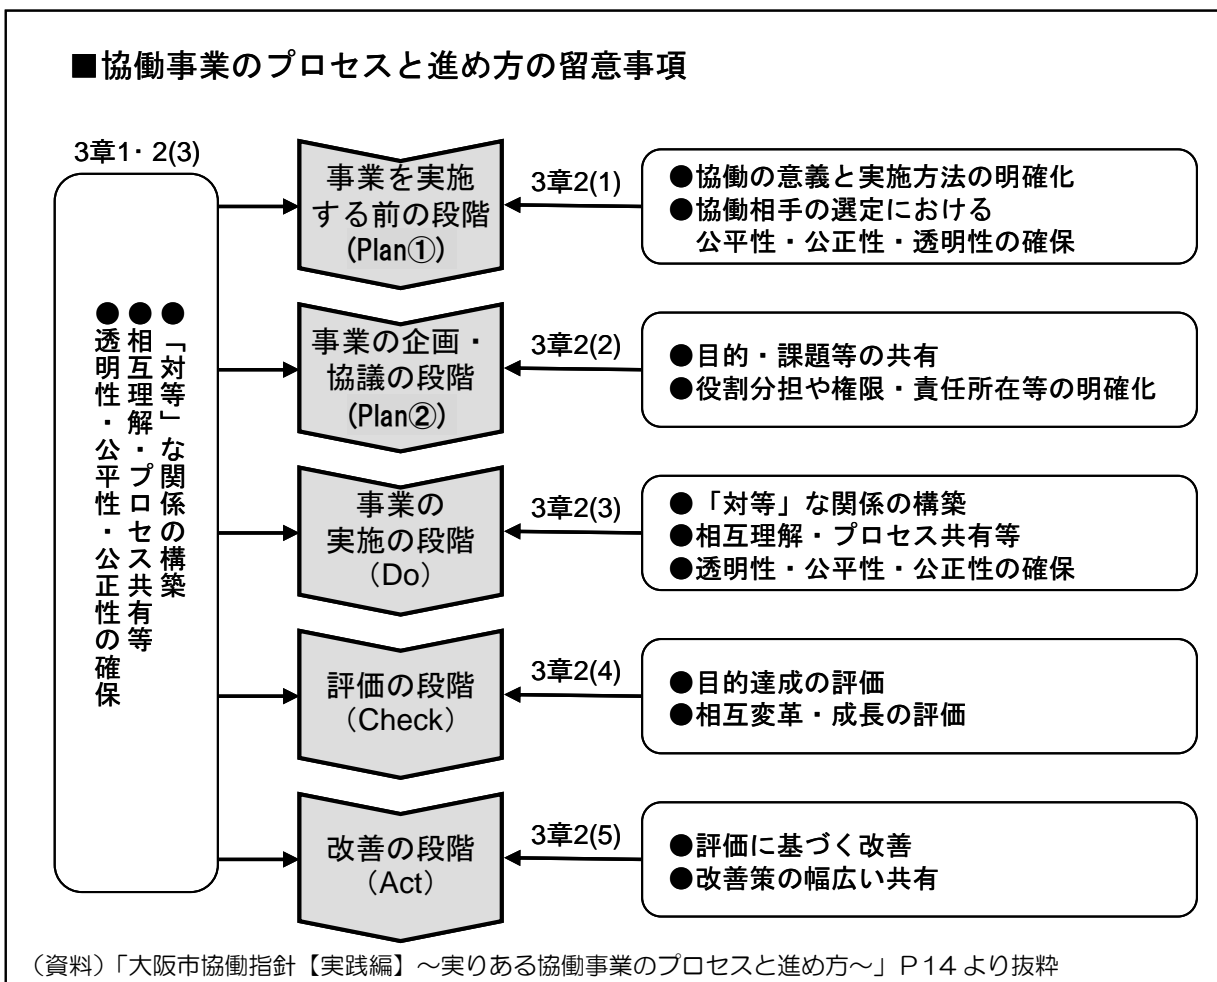 ■協働事業のプロセスと進め方の留意事項
3章1・2(3)
●「対等」な関係の構築
●相互理解・プロセス共有等
●透明性・公平性・公正性の確保
事業を実施
する前の段階
(Plan①)
3章2(1)
●協働の意義と実施方法の明確化
●協働相手の選定における
公平性・公正性・透明性の確保
事業の企画・
協議の段階
(Plan②)
3章2(2)
●目的・課題等の共有
●役割分担や権限・責任所在等の明確化
事業の
実施の段階
（Do）
3章2(3)
●「対等」な関係の構築
●相互理解・プロセス共有等
●透明性・公平性・公正性の確保
評価の段階
（Check）
3章2(4)
●目的達成の評価
●相互変革・成長の評価
改善の段階
（Act）
3章2(5)
●評価に基づく改善
●改善策の幅広い共有
（資料）「大阪市協働指針【実践編】～実りある協働事業のプロセスと進め方～」Ｐ14 より抜粋